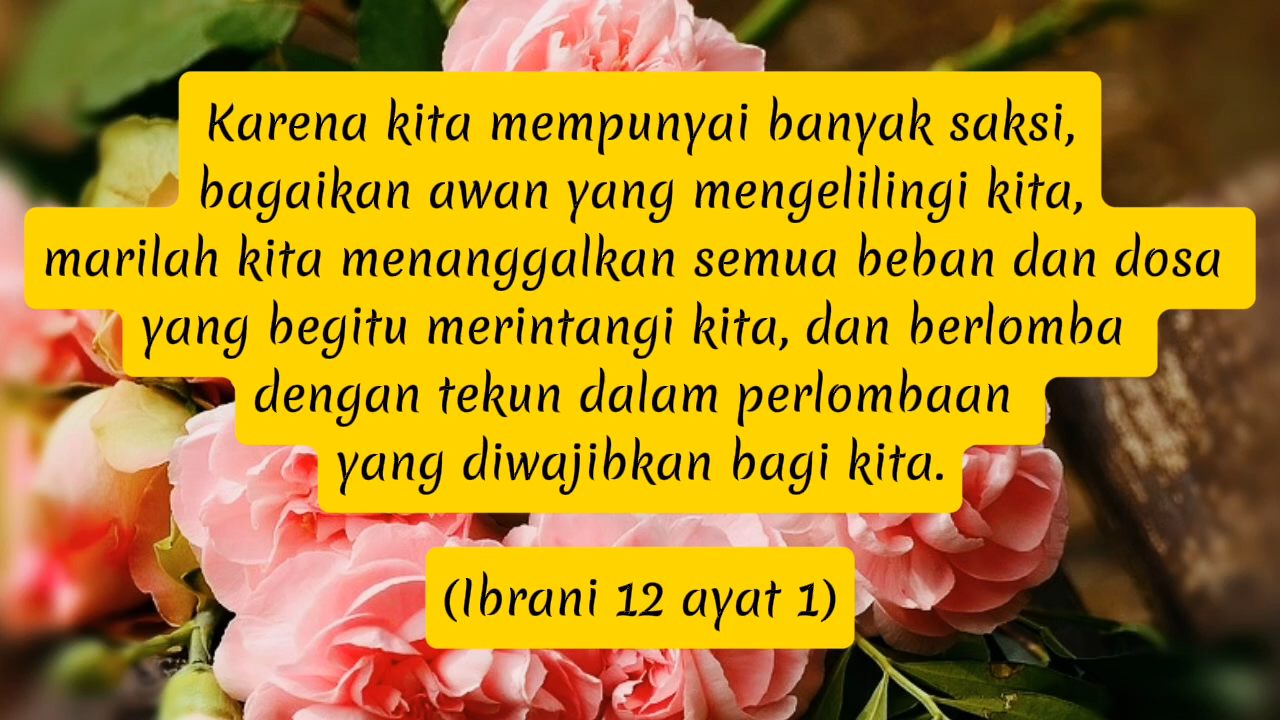 Karena kita mempunyai banyak saksi,
bagaikan awan yang mengelilingi kita,
marilah kita menanggalkan semua beban dan dosa
yang begitu merintangi kita, dan berlomba
dengan tekun dalam perlombaan
yang diwajibkan bagi kita.
(Ibrani 12 ayat 1)